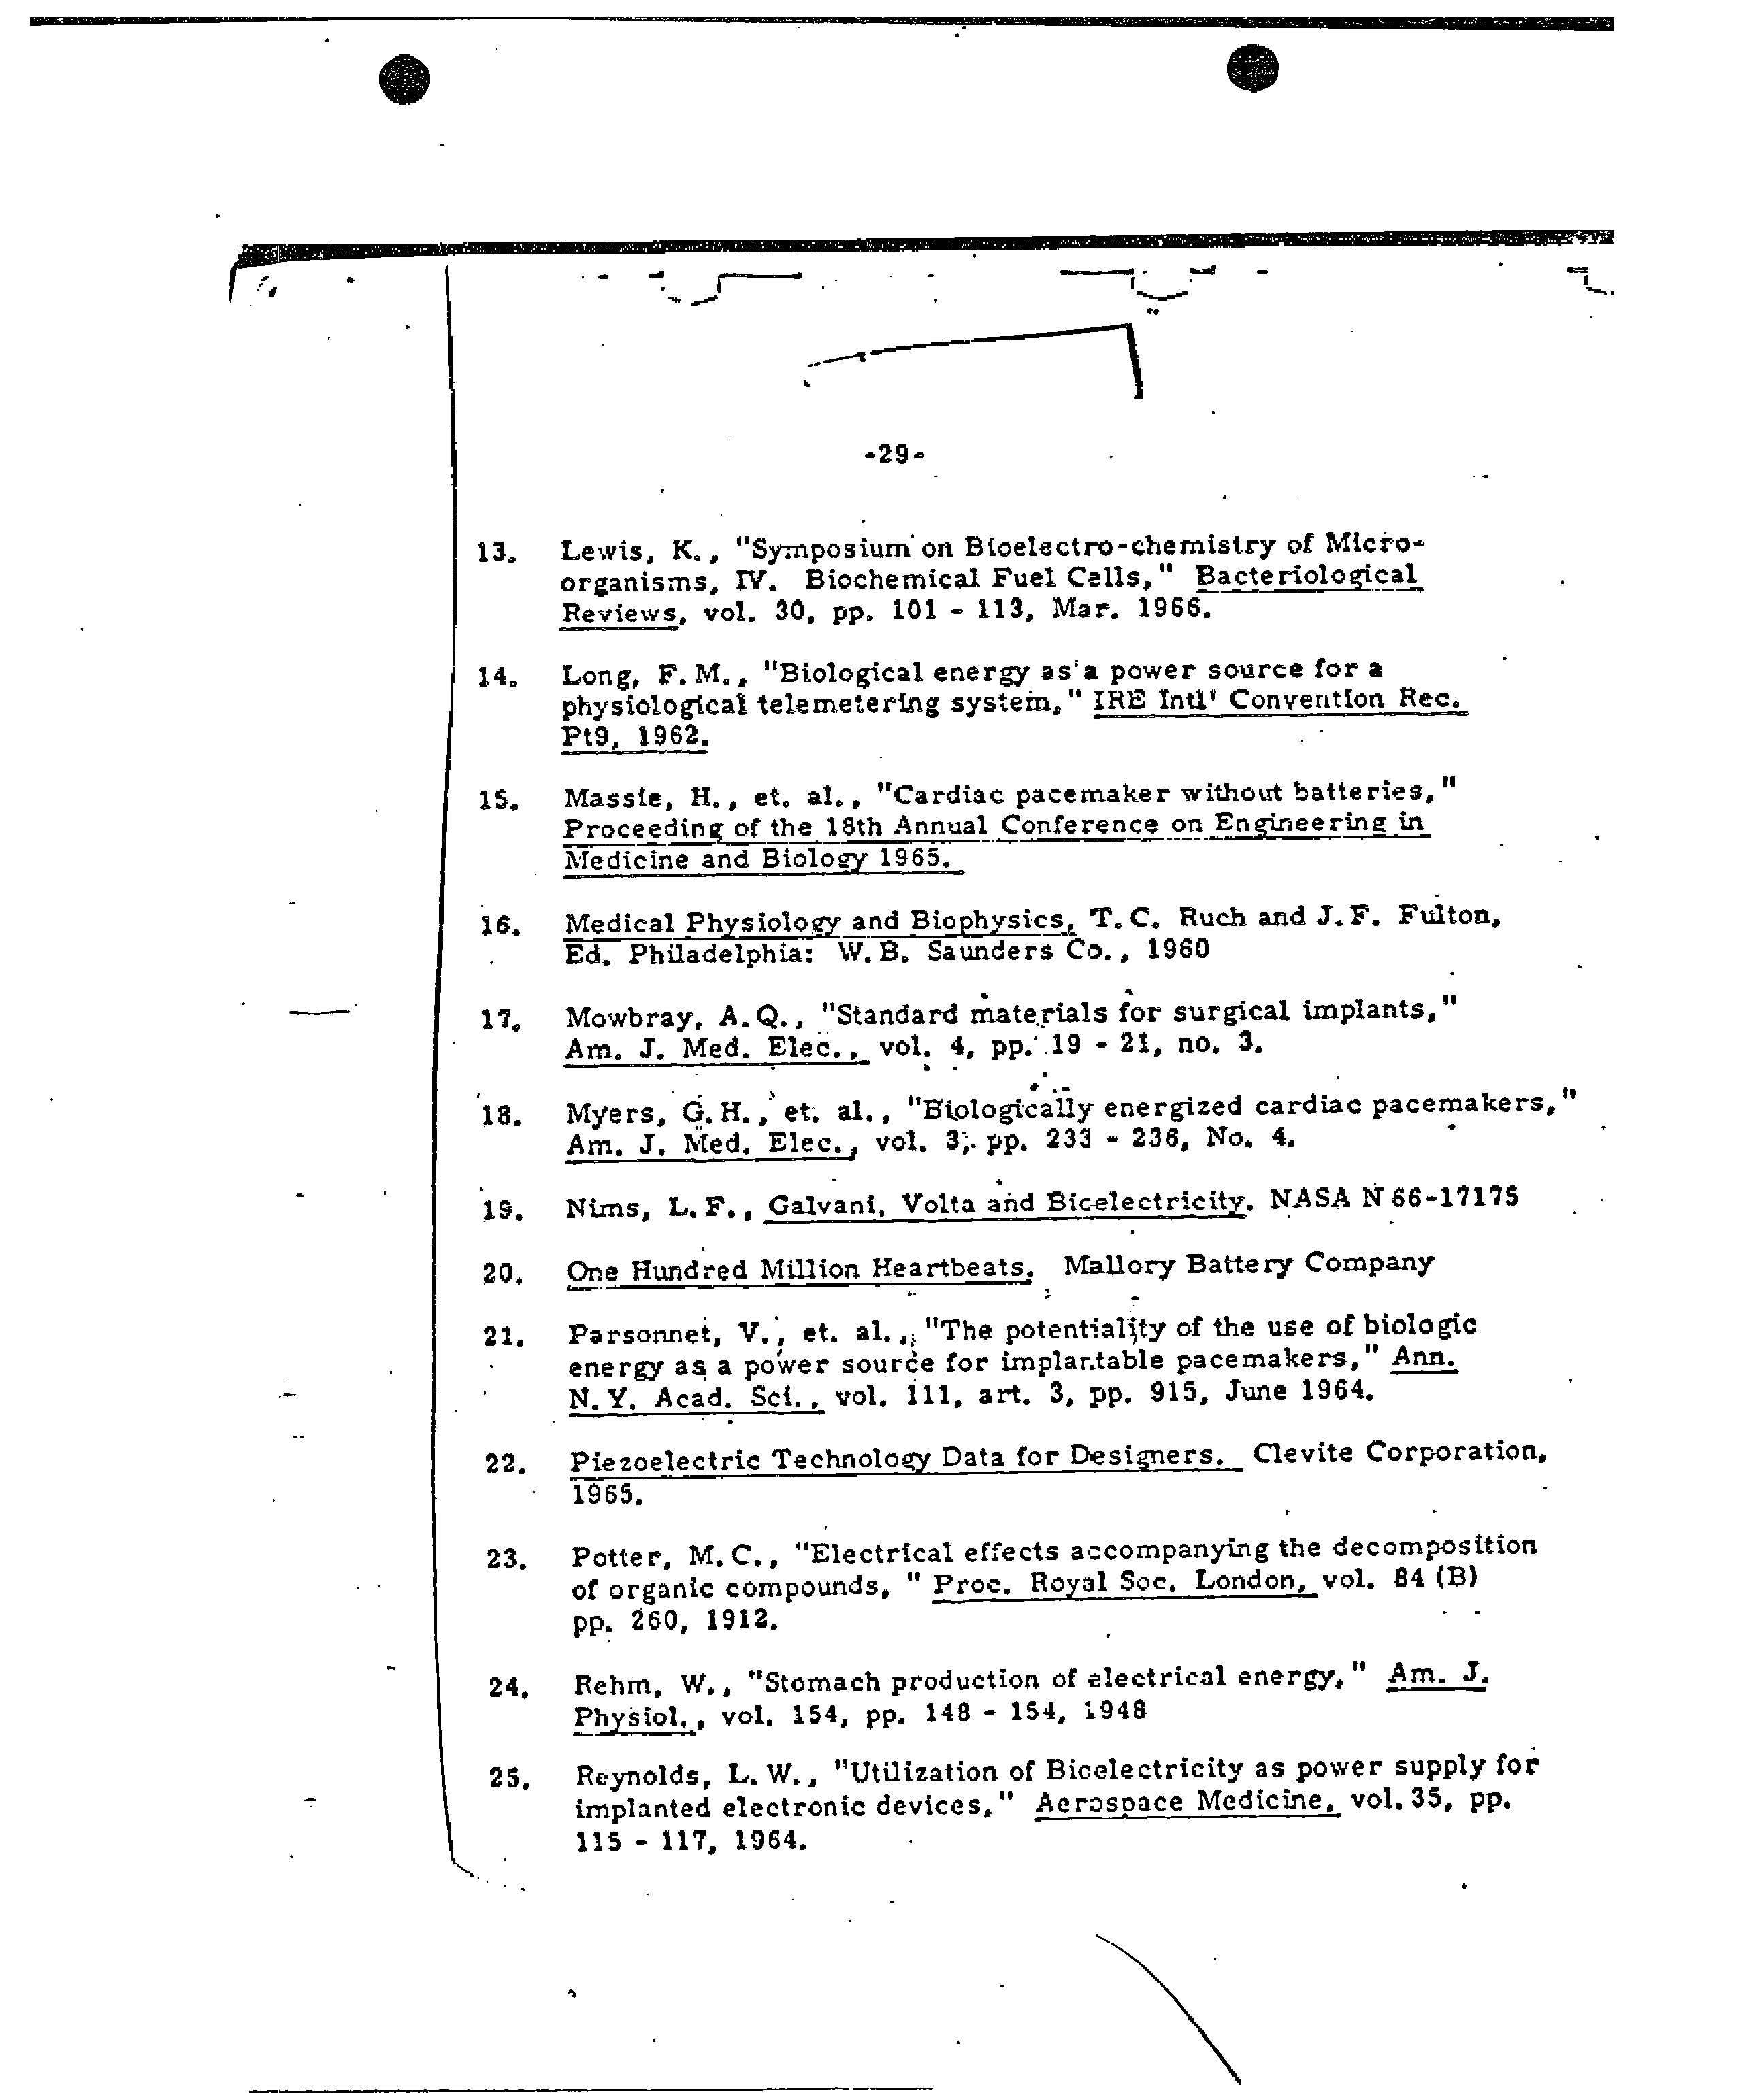 -29-
13. Lewis, K., "Symposium on Bioelectro-chemistry of Micro-
organisms, IV. Biochemical Fuel Cells," Bacteriological
Reviews, vol. 30, pp. 101 - 113, Mar. 1966.
14. Long, F.M., "Biological energy as a power source for a
physiological telemetering system," IRE Intl' Convention Rec.
Pt9, 1962.
15. Massie, H., et. al., "Cardiac pacemaker without batteries,"
Proceeding of the 18th Annual Conference on Engineering in
Medicine and Biology 1965.
16. Medical Physiology and Biophysics, T.C. Ruch and J.F. Fulton,
Ed. Philadelphia: W.B. Saunders Co., 1960
17. Mowbray, A.Q., "Standard materials for surgical implants,"
Am. J. Med. Elec., vol. 4, pp. 19 - 21, no. 3.
18. Myers, G.H., et. al., "Biologically energized cardiac pacemakers,"
Am. J. Med. Elec., vol. 3, pp. 233 - 236, No. 4.
19. Nims, L.F., Galvani, Volta and Bioelectricity. NASA N 66-17175
20. One Hundred Million Heartbeats. Mallory Battery Company
21. Parsonnet, V., et. al., "The potentiality of the use of biologic
energy as a power source for implantable pacemakers," Ann.
N.Y. Acad. Sci., vol. 111, art. 3, pp. 915, June 1964.
22. Piezoelectric Technology Data for Designers. Clevite Corporation,
1965.
23. Potter, M.C., "Electrical effects accompanying the decomposition
of organic compounds, " Proc. Royal Soc. London, vol. 84 (B)
pp. 260, 1912.
24. Rehm, W., "Stomach production of electrical energy," Am. J.
Physiol., vol. 154, pp. 148 - 154, 1948
25. Reynolds, L.W., "Utilization of Bioelectricity as power supply for
implanted electronic devices," Aerospace Medicine, vol. 35, pp.
115 - 117, 1964.